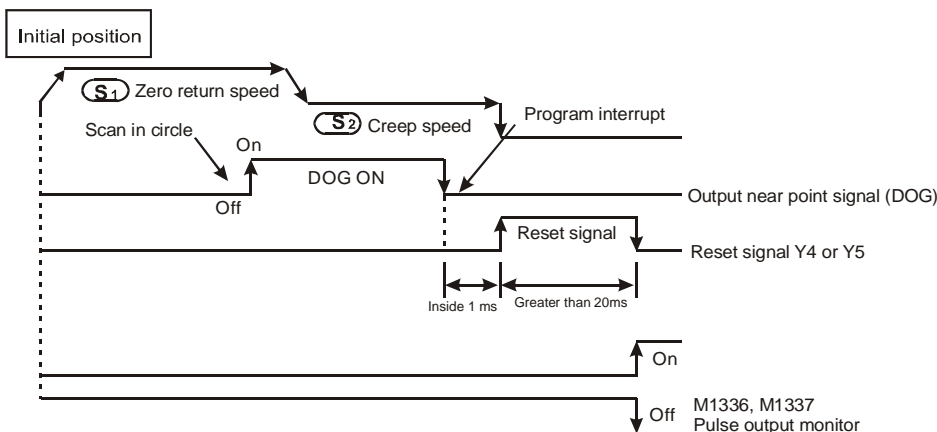 Initial position
S1 Zero return speed
S2 Creep speed
Program interrupt
Scan in circle
On
DOG ON
Off
Output near point signal (DOG)
Reset signal
Reset signal Y4 or Y5
Inside 1 ms
Greater than 20ms
On
Off
M1336, M1337
Pulse output monitor